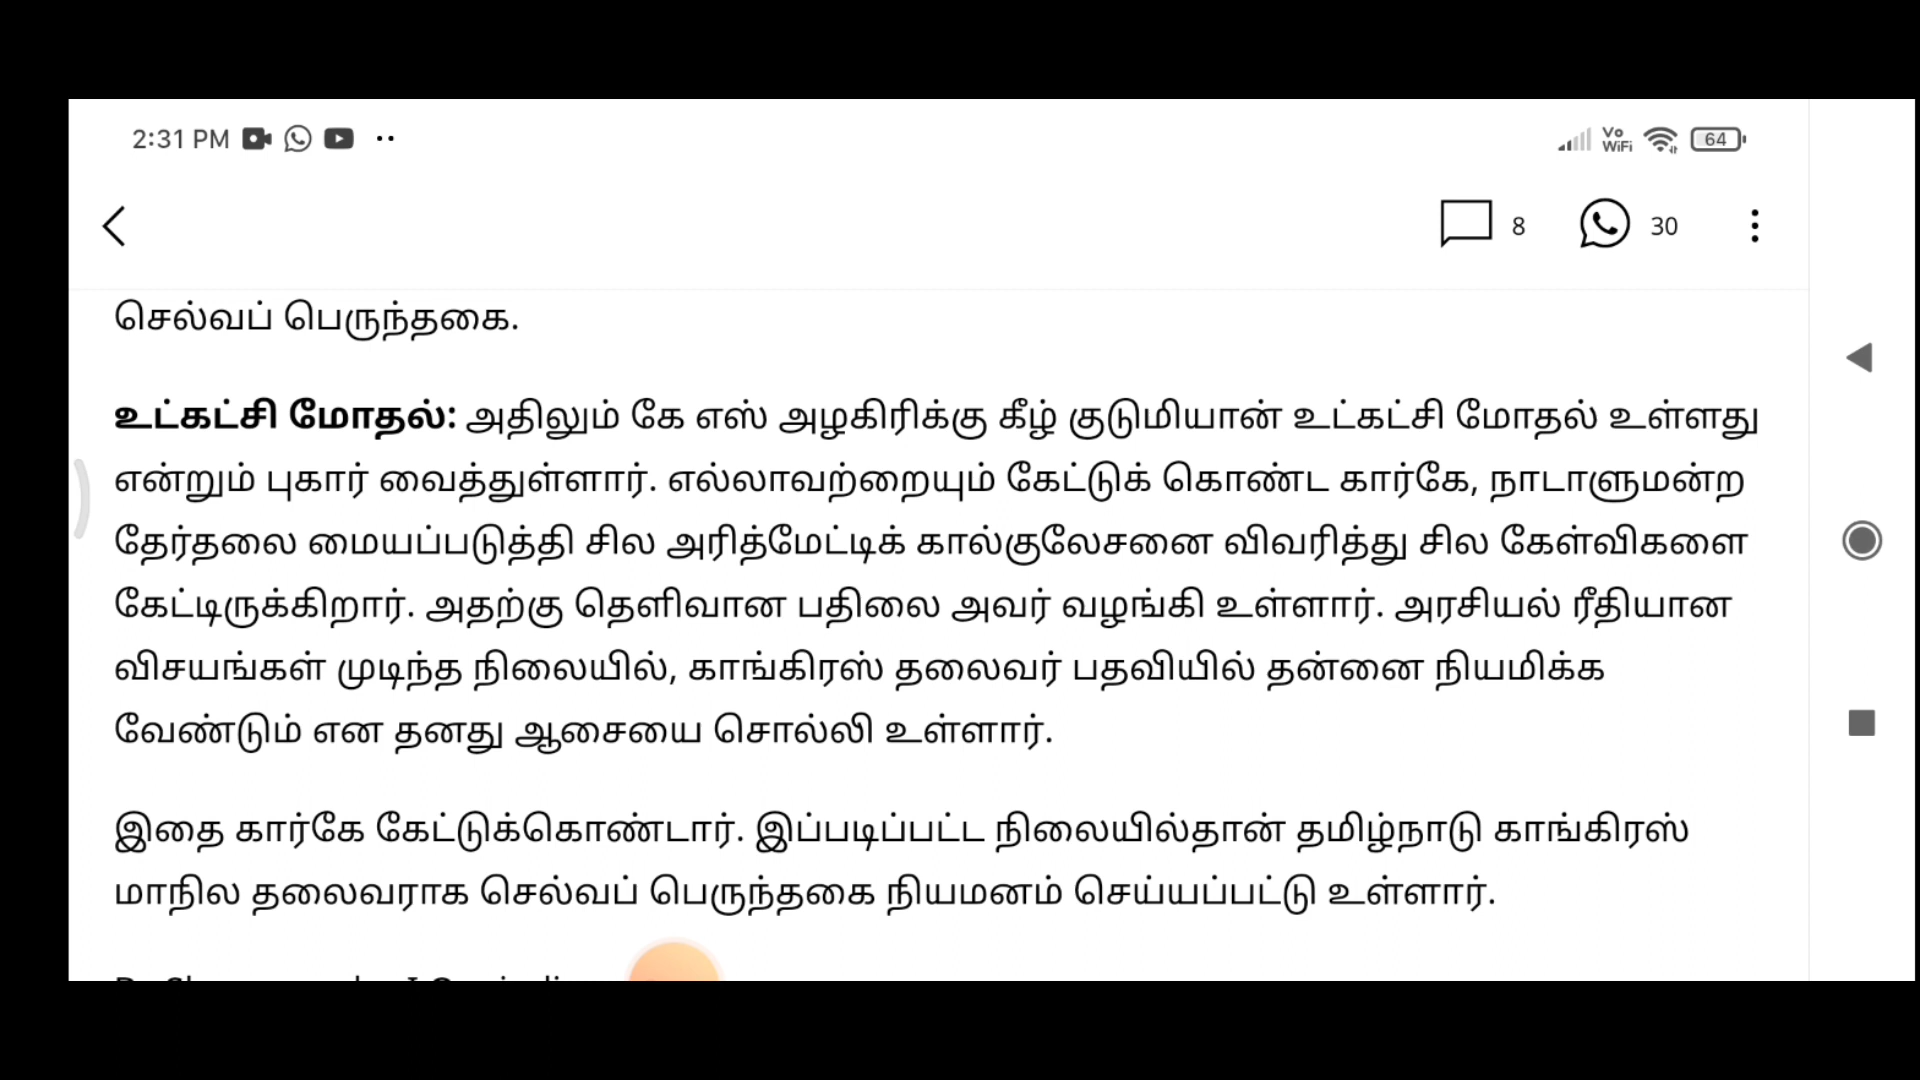 2:31 PM
Vo
WiFi
64
8
30
செல்வப் பெருந்தகை.
உட்கட்சி மோதல்: அதிலும் கே எஸ் அழகிரிக்கு கீழ் குடுமியான் உட்கட்சி மோதல் உள்ளது
என்றும் புகார் வைத்துள்ளார். எல்லாவற்றையும் கேட்டுக் கொண்ட கார்கே, நாடாளுமன்ற
தேர்தலை மையப்படுத்தி சில அரித்மேட்டிக் கால்குலேசனை விவரித்து சில கேள்விகளை
கேட்டிருக்கிறார். அதற்கு தெளிவான பதிலை அவர் வழங்கி உள்ளார். அரசியல் ரீதியான
விசயங்கள் முடிந்த நிலையில், காங்கிரஸ் தலைவர் பதவியில் தன்னை நியமிக்க
வேண்டும் என தனது ஆசையை சொல்லி உள்ளார்.
இதை கார்கே கேட்டுக்கொண்டார். இப்படிப்பட்ட நிலையில்தான் தமிழ்நாடு காங்கிரஸ்
மாநில தலைவராக செல்வப் பெருந்தகை நியமனம் செய்யப்பட்டு உள்ளார்.